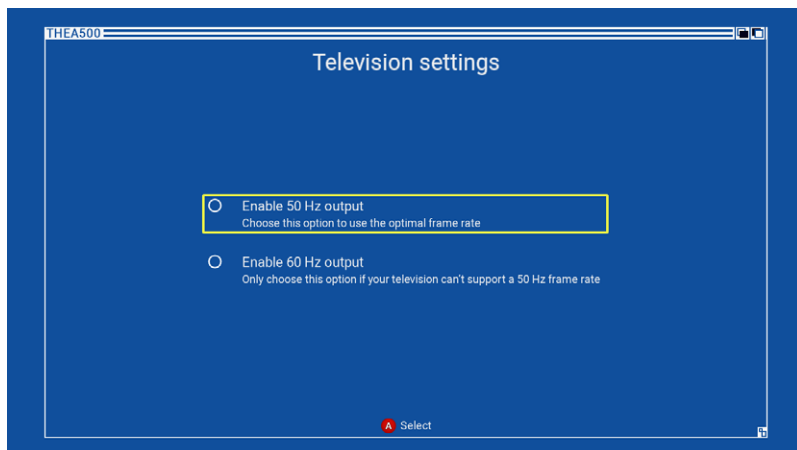 THEA500
Television settings
Enable 50 Hz output
Choose this option to use the optimal frame rate
Enable 60 Hz output
Only choose this option if your television can't support a 50 Hz frame rate
A Select